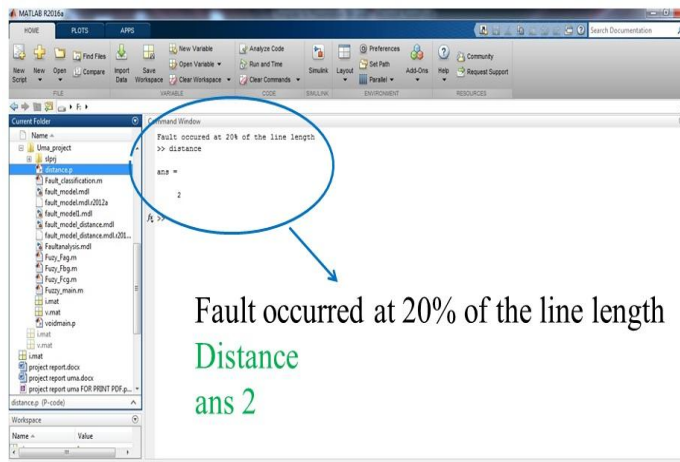 MATLAB R2016a
HOME PLOTS APPS
Search Documentation
New Script
New
Open
Find Files
Compare
Import Data
Save Workspace
New Variable
Open Variable
Clear Workspace
Analyze Code
Run and Time
Clear Commands
Simulink
Layout
Preferences
Set Path
Parallel
Add-Ons
Help
Community
Request Support
FILE VARIABLE CODE SIMULINK ENVIRONMENT RESOURCES
F:
Current Folder
Name
Uma_project
slprj
distance.p
Fault_classification.m
fault_model.mdl
fault_model.mdl.r2012a
fault_model1.mdl
fault_model_distance.mdl
fault_model_distance.mdl.r201...
Faultanalysis.mdl
Fuzy_Fag.m
Fuzy_Fbg.m
Fuzy_Fcg.m
Fuzzy_main.m
i.mat
v.mat
voidmain.p
i.mat
v.mat
i.mat
project report.docx
project report uma.docx
project report uma FOR PRINT PDF.p...
distance.p (P-code)
Workspace
Name Value
Command Window
Fault occured at 20% of the line length
>> distance
ans =
2
fx >>
Fault occurred at 20% of the line length
Distance
ans 2